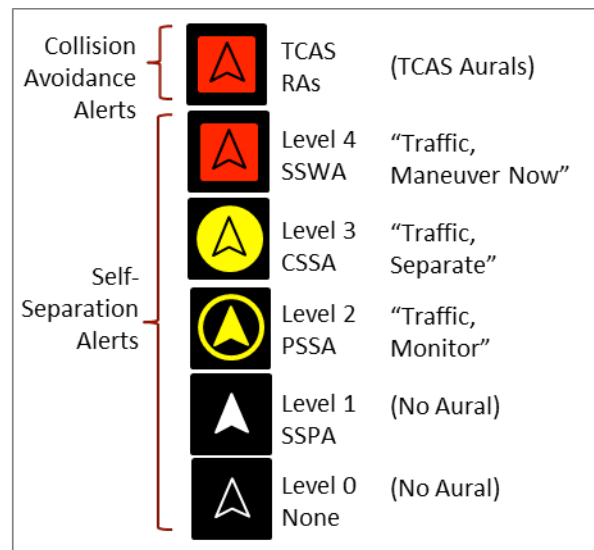 Collision
Avoidance
Alerts
TCAS
RAs
(TCAS Aurals)
Self-
Separation
Alerts
Level 4
SSWA
“Traffic,
Maneuver Now”
Level 3
CSSA
“Traffic,
Separate”
Level 2
PSSA
“Traffic,
Monitor”
Level 1
SSPA
(No Aural)
Level 0
None
(No Aural)